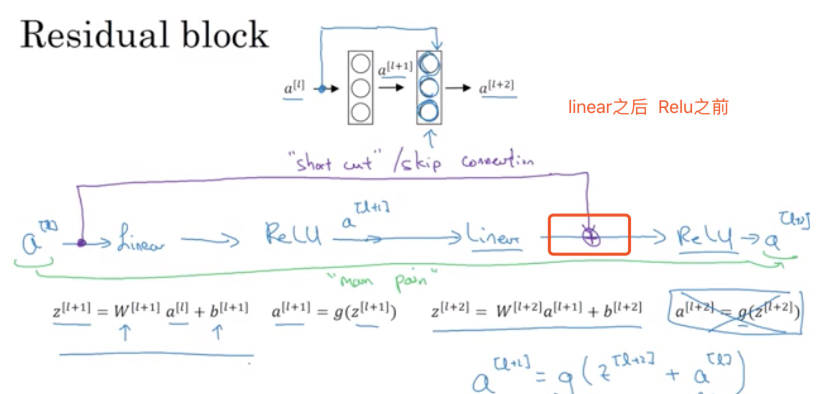 Residual block
a[l] a[l+1] a[l+2]
linear之后 Relu之前
"short cut" / skip connection
a[l] Linear ReLU a[l+1] Linear ReLU a[l+2]
"main path"
z[l+1] = W[l+1] a[l] + b[l+1] a[l+1] = g(z[l+1]) z[l+2] = W[l+2]a[l+1] + b[l+2] a[l+2] = g(z[l+2])
a[l+2] = g(z[l+2] + a[l])